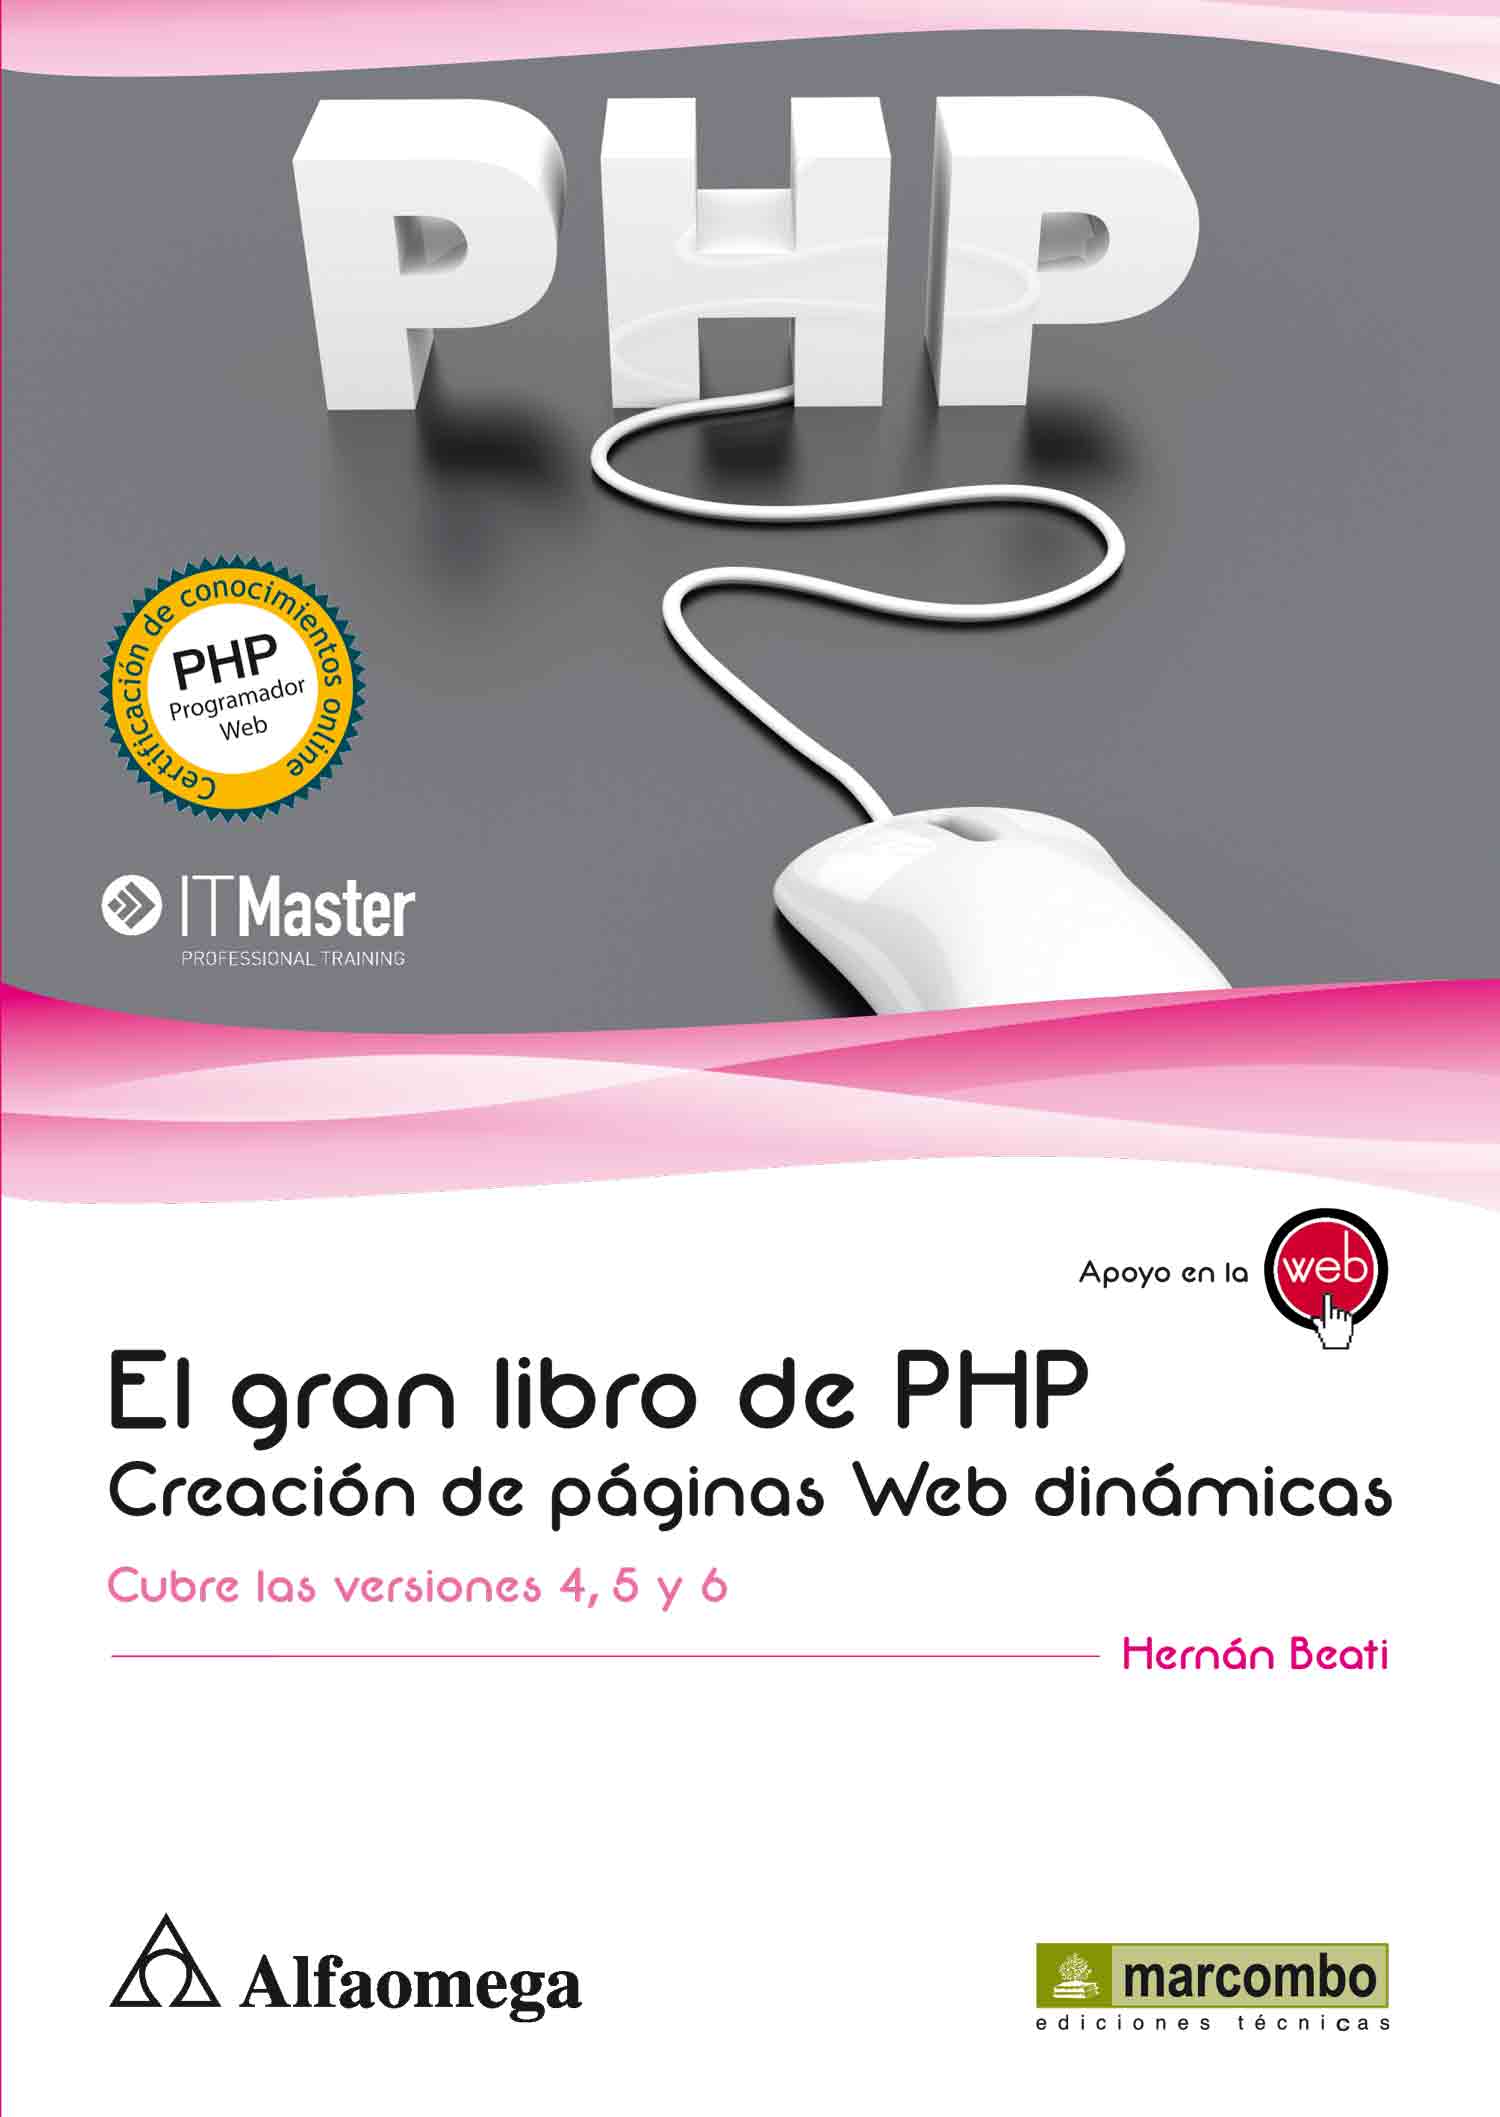 PHP
Certificación de conocimientos online
PHP
Programador
Web
ITMaster
PROFESSIONAL TRAINING
Apoyo en la web
El gran libro de PHP
Creación de páginas Web dinámicas
Cubre las versiones 4, 5 y 6
Hernán Beati
Alfaomega
marcombo
ediciones técnicas